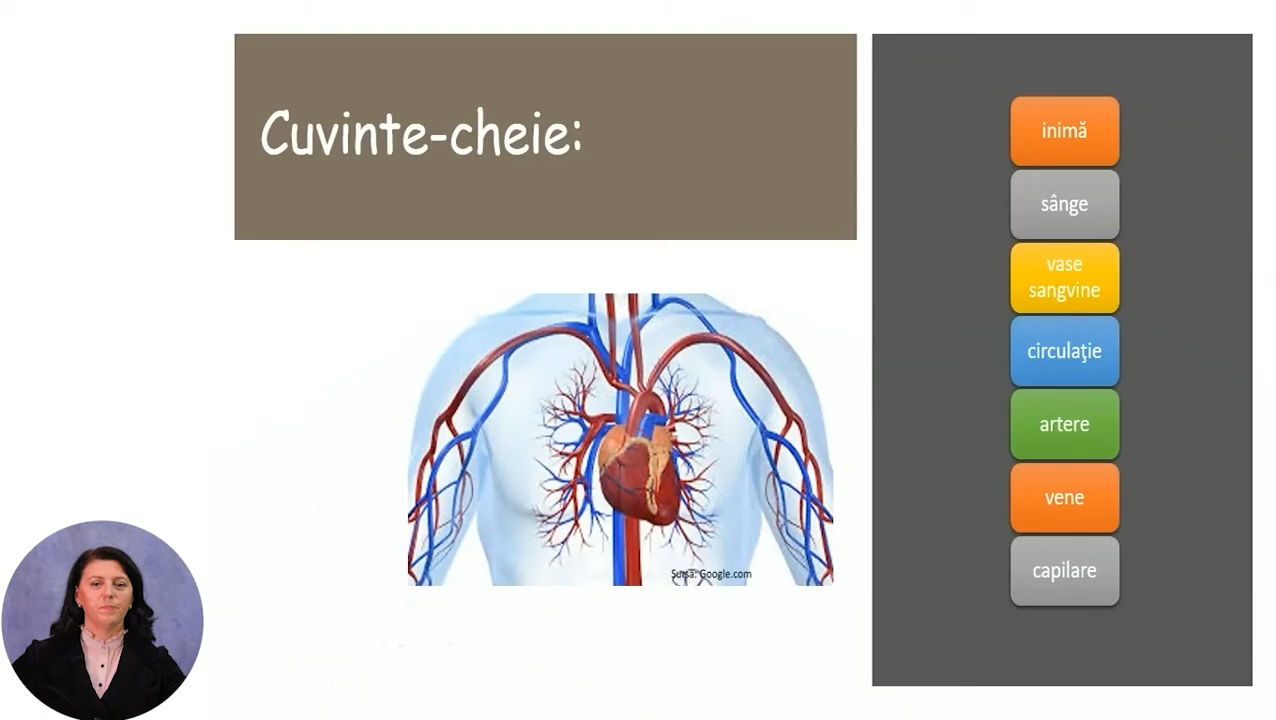 Cuvinte-cheie:
inimă
sânge
vase
sangvine
circulaţie
artere
vene
capilare
Sursa: Google.com